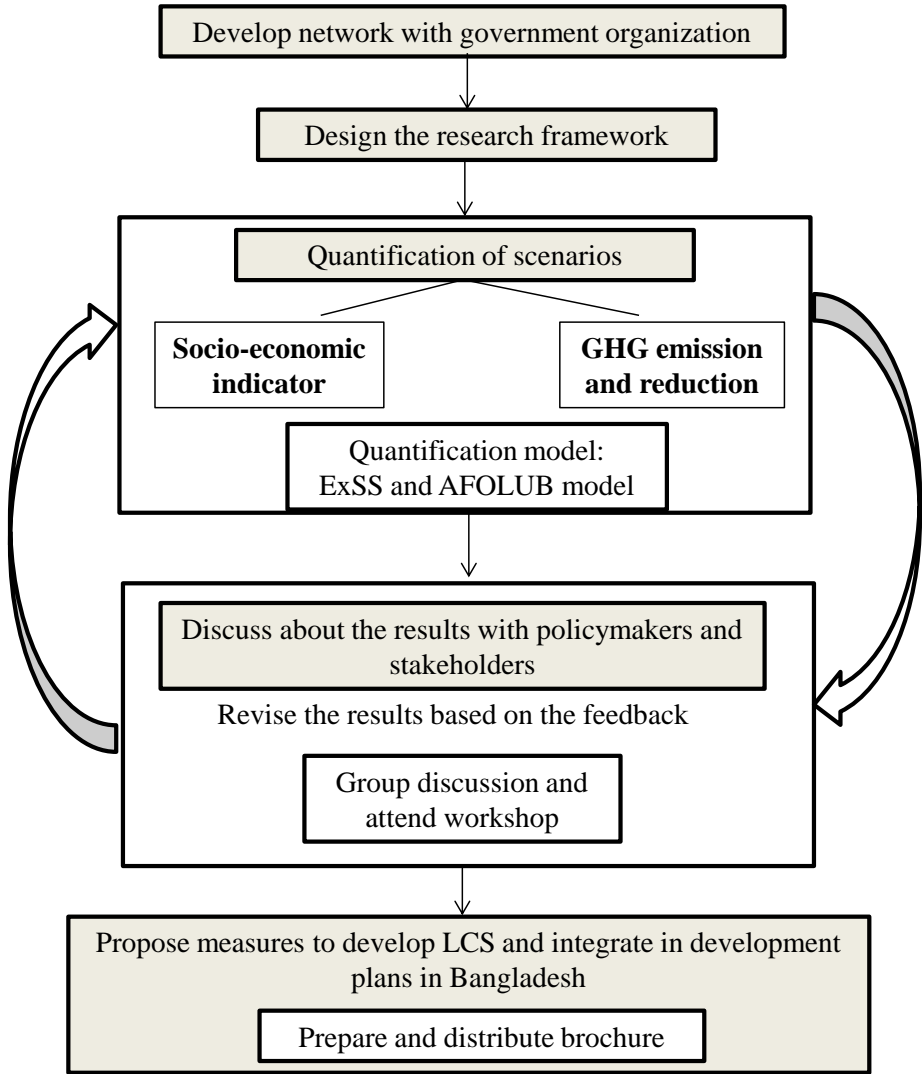 Develop network with government organization
Design the research framework
Quantification of scenarios
Socio-economic
indicator
GHG emission
and reduction
Quantification model:
ExSS and AFOLUB model
Discuss about the results with policymakers and
stakeholders
Revise the results based on the feedback
Group discussion and
attend workshop
Propose measures to develop LCS and integrate in development
plans in Bangladesh
Prepare and distribute brochure